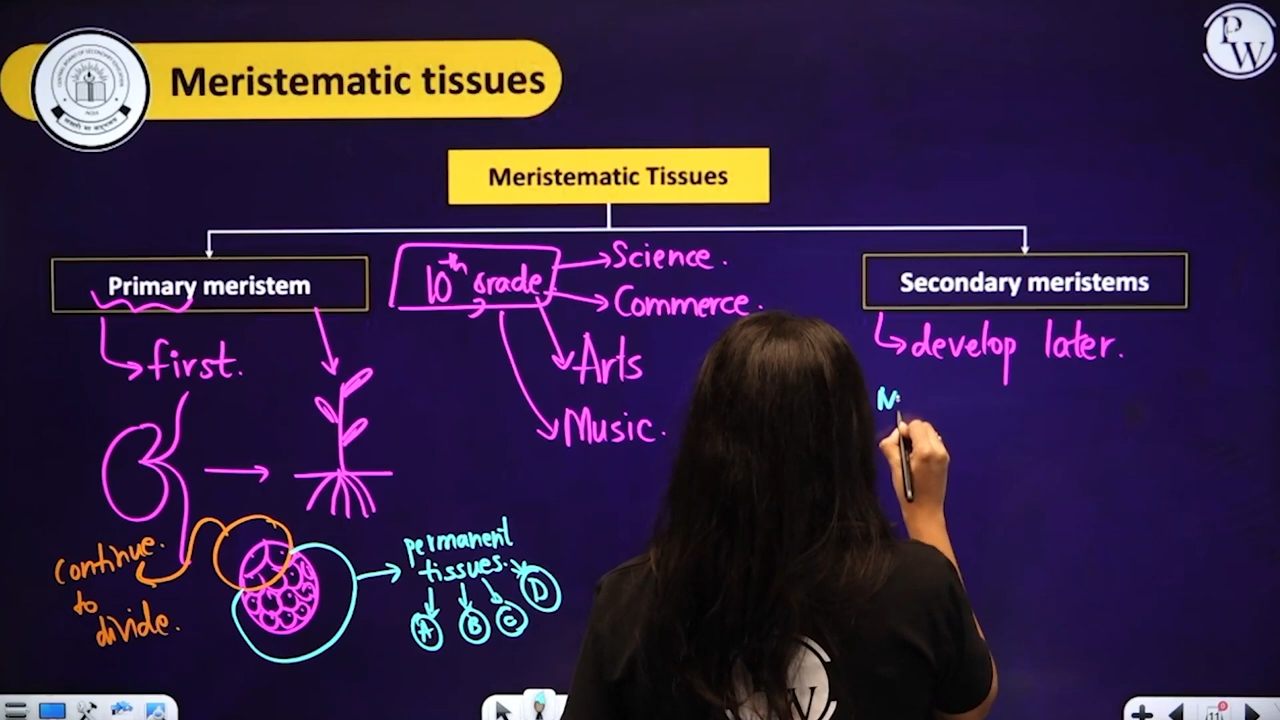 Meristematic tissues
PW
Meristematic Tissues
Primary meristem
Secondary meristems
10th Grade
Science.
Commerce.
Arts
Music.
first.
develop later.
continue
to
divide.
permanent
tissues.
A
B
C
D